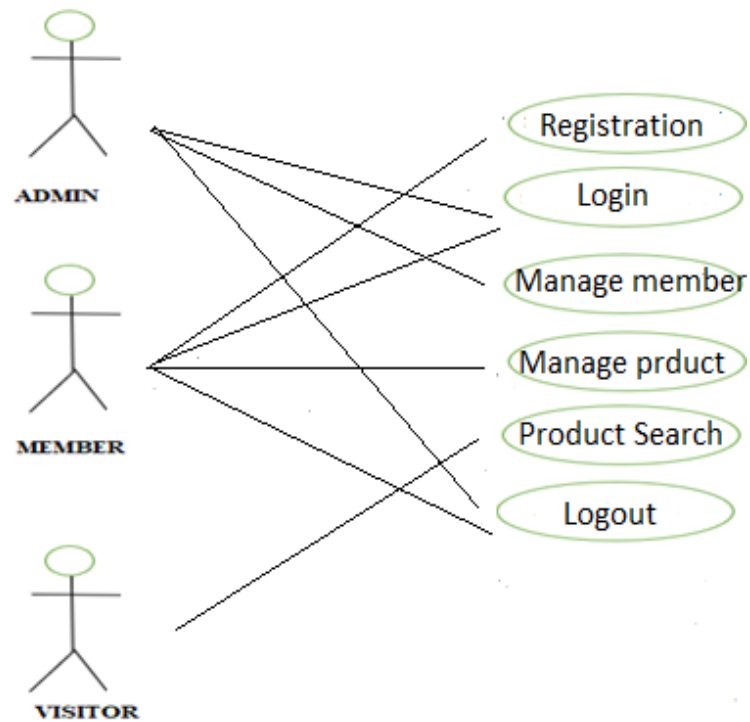 ADMIN
MEMBER
VISITOR
Registration
Login
Manage member
Manage prduct
Product Search
Logout